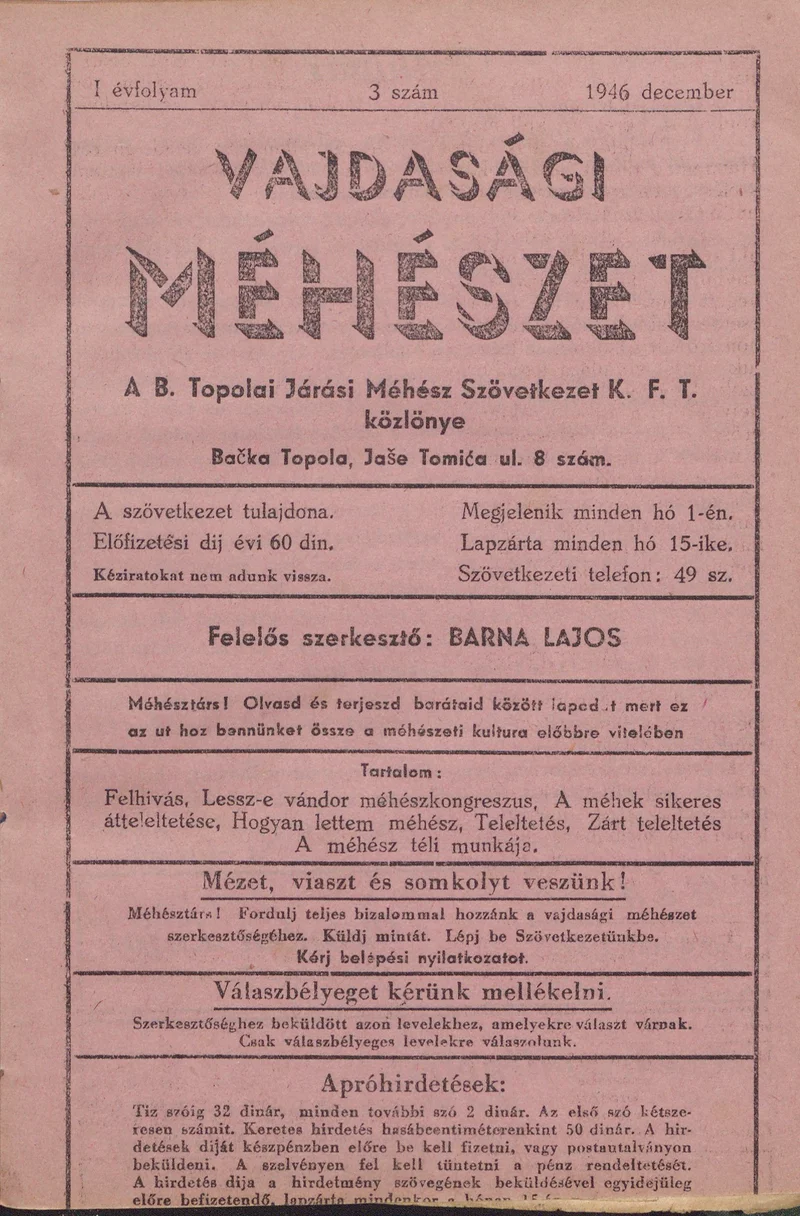 I évfolyam 3 szám 1946 december
VAJDASÁGI
MÉHÉSZET
A B. Topolai Járási Méhész Szövetkezet K. F. T.
közlönye
Bačka Topola, Jaše Tomića ul. 8 szám.
A szövetkezet tulajdona. Megjelenik minden hó 1-én.
Előfizetési dij évi 60 din. Lapzárta minden hó 15-ike.
Kéziratokat nem adunk vissza. Szövetkezeti telefon: 49 sz.
Felelős szerkesztő: BARNA LAJOS
Méhésztárs! Olvasd és terjeszd barátaid között mert ez
az ut hoz bennünket össze a méhészeti kultura előbbre vitelében
Tartalom:
Felhivás, Lessz-e vándor méhészkongreszus, A méhek sikeres
átteleltetése, Hogyan lettem méhész, Teleltetés, Zárt teleltetés
A méhész téli munkája.
Mézet, viaszt és somkolyt veszünk!
Méhésztárs! Fordulj teljes bizalommal hozzánk a vajdasági méhészet
szerkesztőségéhez. Küldj mintát. Lépj be Szövetkezetünkbe.
Kérj belépési nyilatkozatot.
Válaszbélyeget kérünk mellékelni.
Szerkesztőséghez beküldött azon levelekhez, amelyekre választ várnak.
Csak válaszbélyeges levelekre válaszolunk.
Apróhirdetések:
Tiz szóig 32 dinár, minden további szó 2 dinár. Az első szó kétsze-
resen számit. Keretes hirdetés hasábcentiméterenkint 50 dinár. A hir-
detések diját készpénzben előre be kell fizetni, vagy postautalványon
beküldeni. A szelvényen fel kell tüntetni a pénz rendeltetését.
A hirdetés dija a hirdetmény szövegének beküldésével egyidejüleg
előre befizetendő. lapzárta mindenkor a